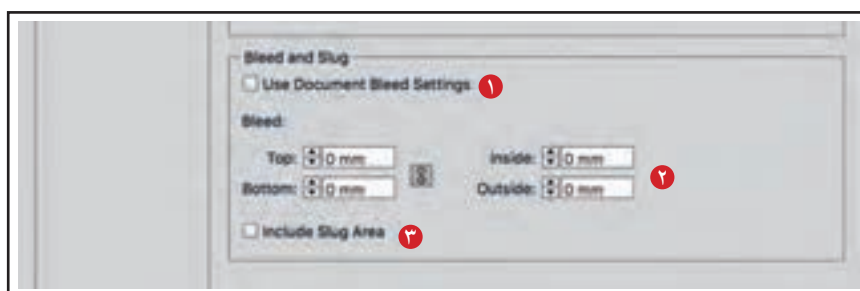 Bleed and Slug
Use Document Bleed Settings ۱
Bleed:
Top: 0 mm Inside: 0 mm ۲
Bottom: 0 mm Outside: 0 mm
Include Slug Area ۳